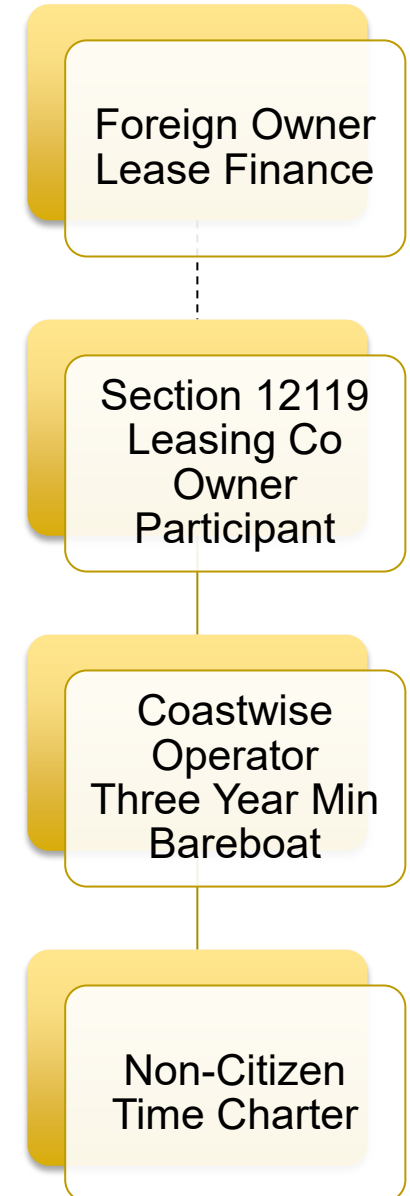 Foreign Owner
Lease Finance
Section 12119
Leasing Co
Owner
Participant
Coastwise
Operator
Three Year Min
Bareboat
Non-Citizen
Time Charter